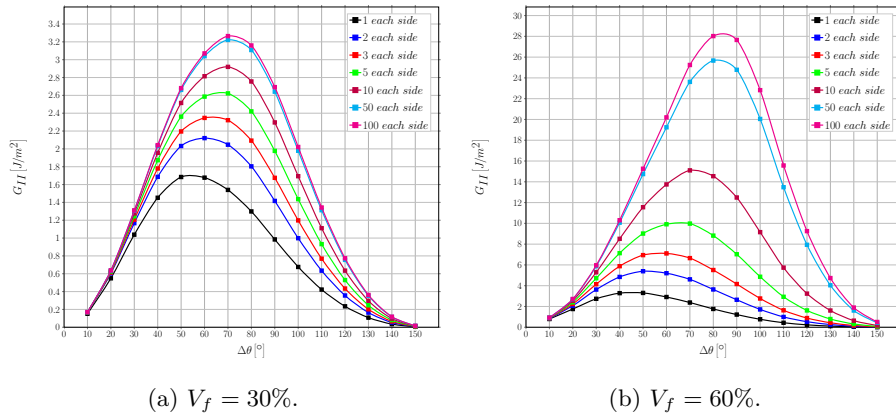 3.4
3.2
3
2.8
2.6
2.4
2.2
2
1.8
1.6
1.4
1.2
1
0.8
0.6
0.4
0.2
0
G_{II} [J/m²]
0 10 20 30 40 50 60 70 80 90 100 110 120 130 140 150
Δθ [°]
1 each side
2 each side
3 each side
5 each side
10 each side
50 each side
100 each side
(a) V_f = 30%.
30
28
26
24
22
20
18
16
14
12
10
8
6
4
2
0
G_{II} [J/m²]
0 10 20 30 40 50 60 70 80 90 100 110 120 130 140 150
Δθ [°]
1 each side
2 each side
3 each side
5 each side
10 each side
50 each side
100 each side
(b) V_f = 60%.